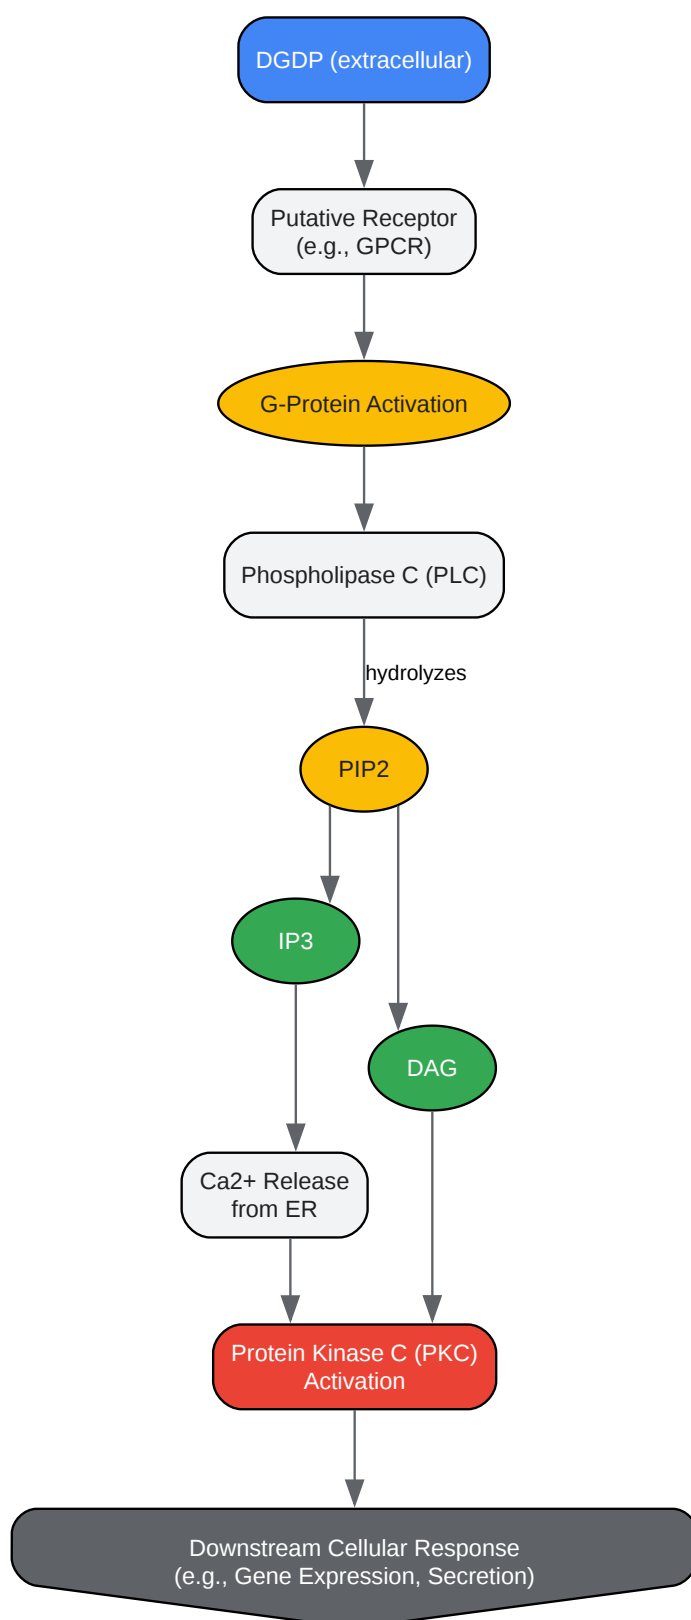 DGDP (extracellular)
Putative Receptor
(e.g., GPCR)
G-Protein Activation
Phospholipase C (PLC)
hydrolyzes
PIP2
IP3
DAG
Ca2+ Release
from ER
Protein Kinase C (PKC)
Activation
Downstream Cellular Response
(e.g., Gene Expression, Secretion)